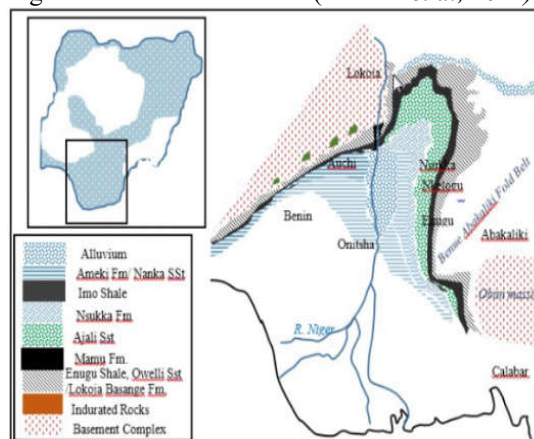 Lokoja
Auchi
Nsukka
Nkelogu
Enugu
Benue Abakaliki Fold Belt
Abakaliki
Benin
Onitsha
Oban massif
R. Niger
Calabar
Alluvium
Ameki Fm/ Nanka SSt
Imo Shale
Nsukka Fm
Ajali Sst
Mamu Fm.
Enugu Shale, Owelli Sst
/Lokoja Basange Fm.
Indurated Rocks
Basement Complex